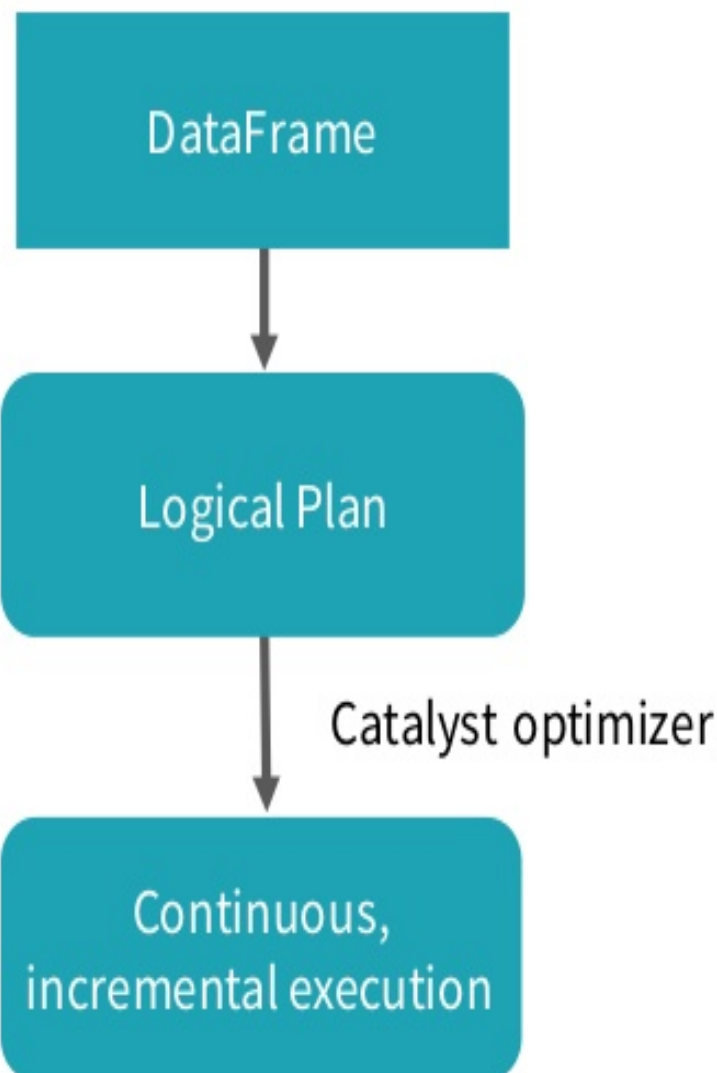 DataFrame
Logical Plan
Catalyst optimizer
Continuous,
incremental execution